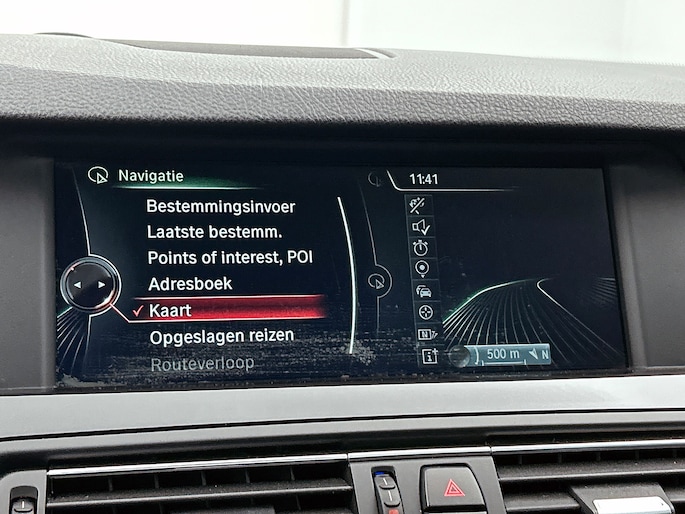 Navigatie
11:41
Bestemmingsinvoer
Laatste bestemm.
Points of interest, POI
Adresboek
Kaart
Opgeslagen reizen
Routeverloop
500 m N